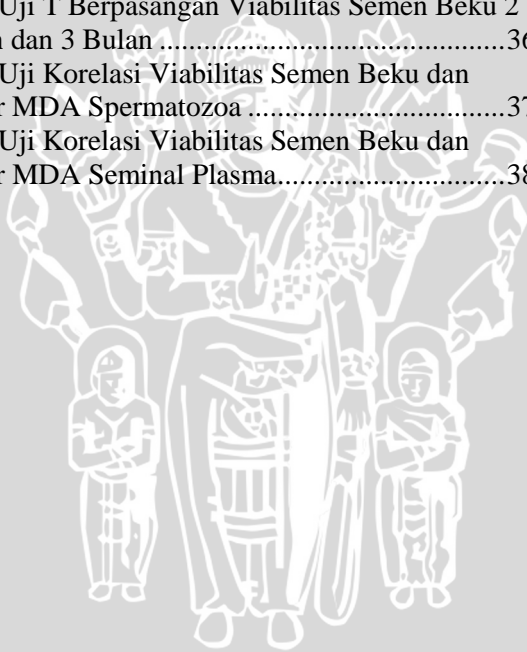 Uji T Berpasangan Viabilitas Semen Beku 2
n dan 3 Bulan ....................................................36
Uji Korelasi Viabilitas Semen Beku dan
r MDA Spermatozoa ........................................37
Uji Korelasi Viabilitas Semen Beku dan
r MDA Seminal Plasma....................................38